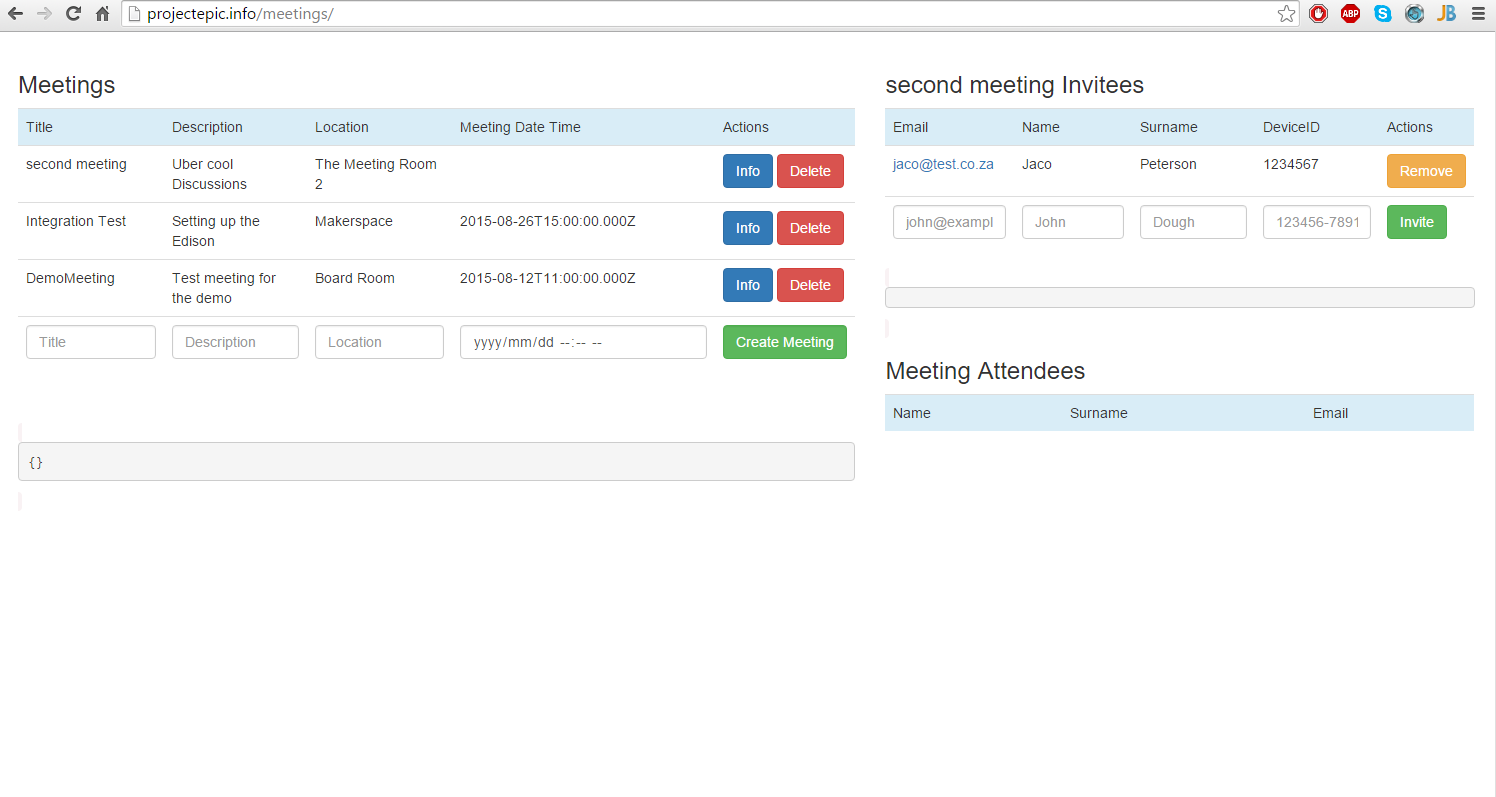 projectepic.info/meetings/
ABP
S
JB
Meetings
Title Description Location Meeting Date Time Actions
second meeting Uber cool The Meeting Room Info Delete
Discussions 2
Integration Test Setting up the Makerspace 2015-08-26T15:00:00.000Z Info Delete
Edison
DemoMeeting Test meeting for Board Room 2015-08-12T11:00:00.000Z Info Delete
the demo
Title Description Location yyyy/mm/dd --:-- -- Create Meeting
{}
second meeting Invitees
Email Name Surname DeviceID Actions
jaco@test.co.za Jaco Peterson 1234567 Remove
john@exampl John Dough 123456-7891 Invite
Meeting Attendees
Name Surname Email